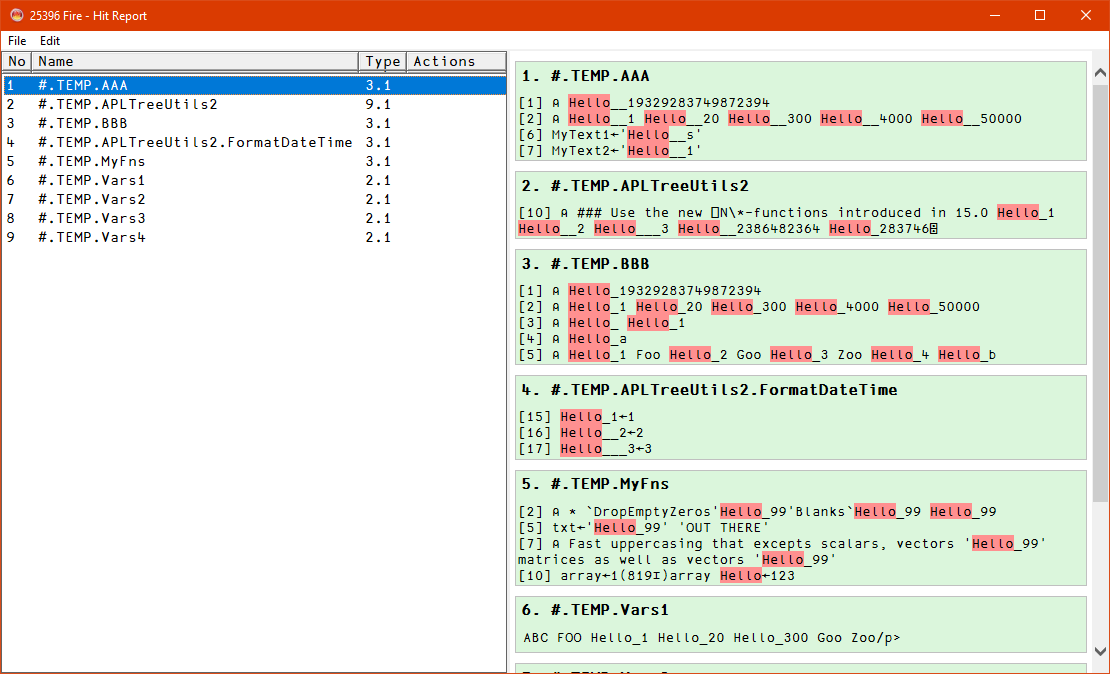 25396 Fire - Hit Report
File Edit
No Name Type Actions
1 #.TEMP.AAA 3.1
2 #.TEMP.APLTreeUtils2 9.1
3 #.TEMP.BBB 3.1
4 #.TEMP.APLTreeUtils2.FormatDateTime 3.1
5 #.TEMP.MyFns 3.1
6 #.TEMP.Vars1 2.1
7 #.TEMP.Vars2 2.1
8 #.TEMP.Vars3 2.1
9 #.TEMP.Vars4 2.1
1. #.TEMP.AAA
[1] ⍝ Hello__19329283749872394
[2] ⍝ Hello__1 Hello__20 Hello__300 Hello__4000 Hello__50000
[6] MyText1←'Hello__s'
[7] MyText2←'Hello__1'
2. #.TEMP.APLTreeUtils2
[10] ⍝ ### Use the new ⎕N\*-functions introduced in 15.0 Hello_1
Hello__2 Hello___3 Hello__2386482364 Hello_283746⍰
3. #.TEMP.BBB
[1] ⍝ Hello_19329283749872394
[2] ⍝ Hello_1 Hello_20 Hello_300 Hello_4000 Hello_50000
[3] ⍝ Hello_ Hello_1
[4] ⍝ Hello_a
[5] ⍝ Hello_1 Foo Hello_2 Goo Hello_3 Zoo Hello_4 Hello_b
4. #.TEMP.APLTreeUtils2.FormatDateTime
[15] Hello_1←1
[16] Hello__2←2
[17] Hello___3←3
5. #.TEMP.MyFns
[2] ⍝ * `DropEmptyZeros'Hello_99'Blanks`Hello_99 Hello_99
[5] txt←'Hello_99' 'OUT THERE'
[7] ⍝ Fast uppercasing that excepts scalars, vectors 'Hello_99'
matrices as well as vectors 'Hello_99'
[10] array←1(819⌶)array Hello←123
6. #.TEMP.Vars1
ABC FOO Hello_1 Hello_20 Hello_300 Goo Zoo/p>